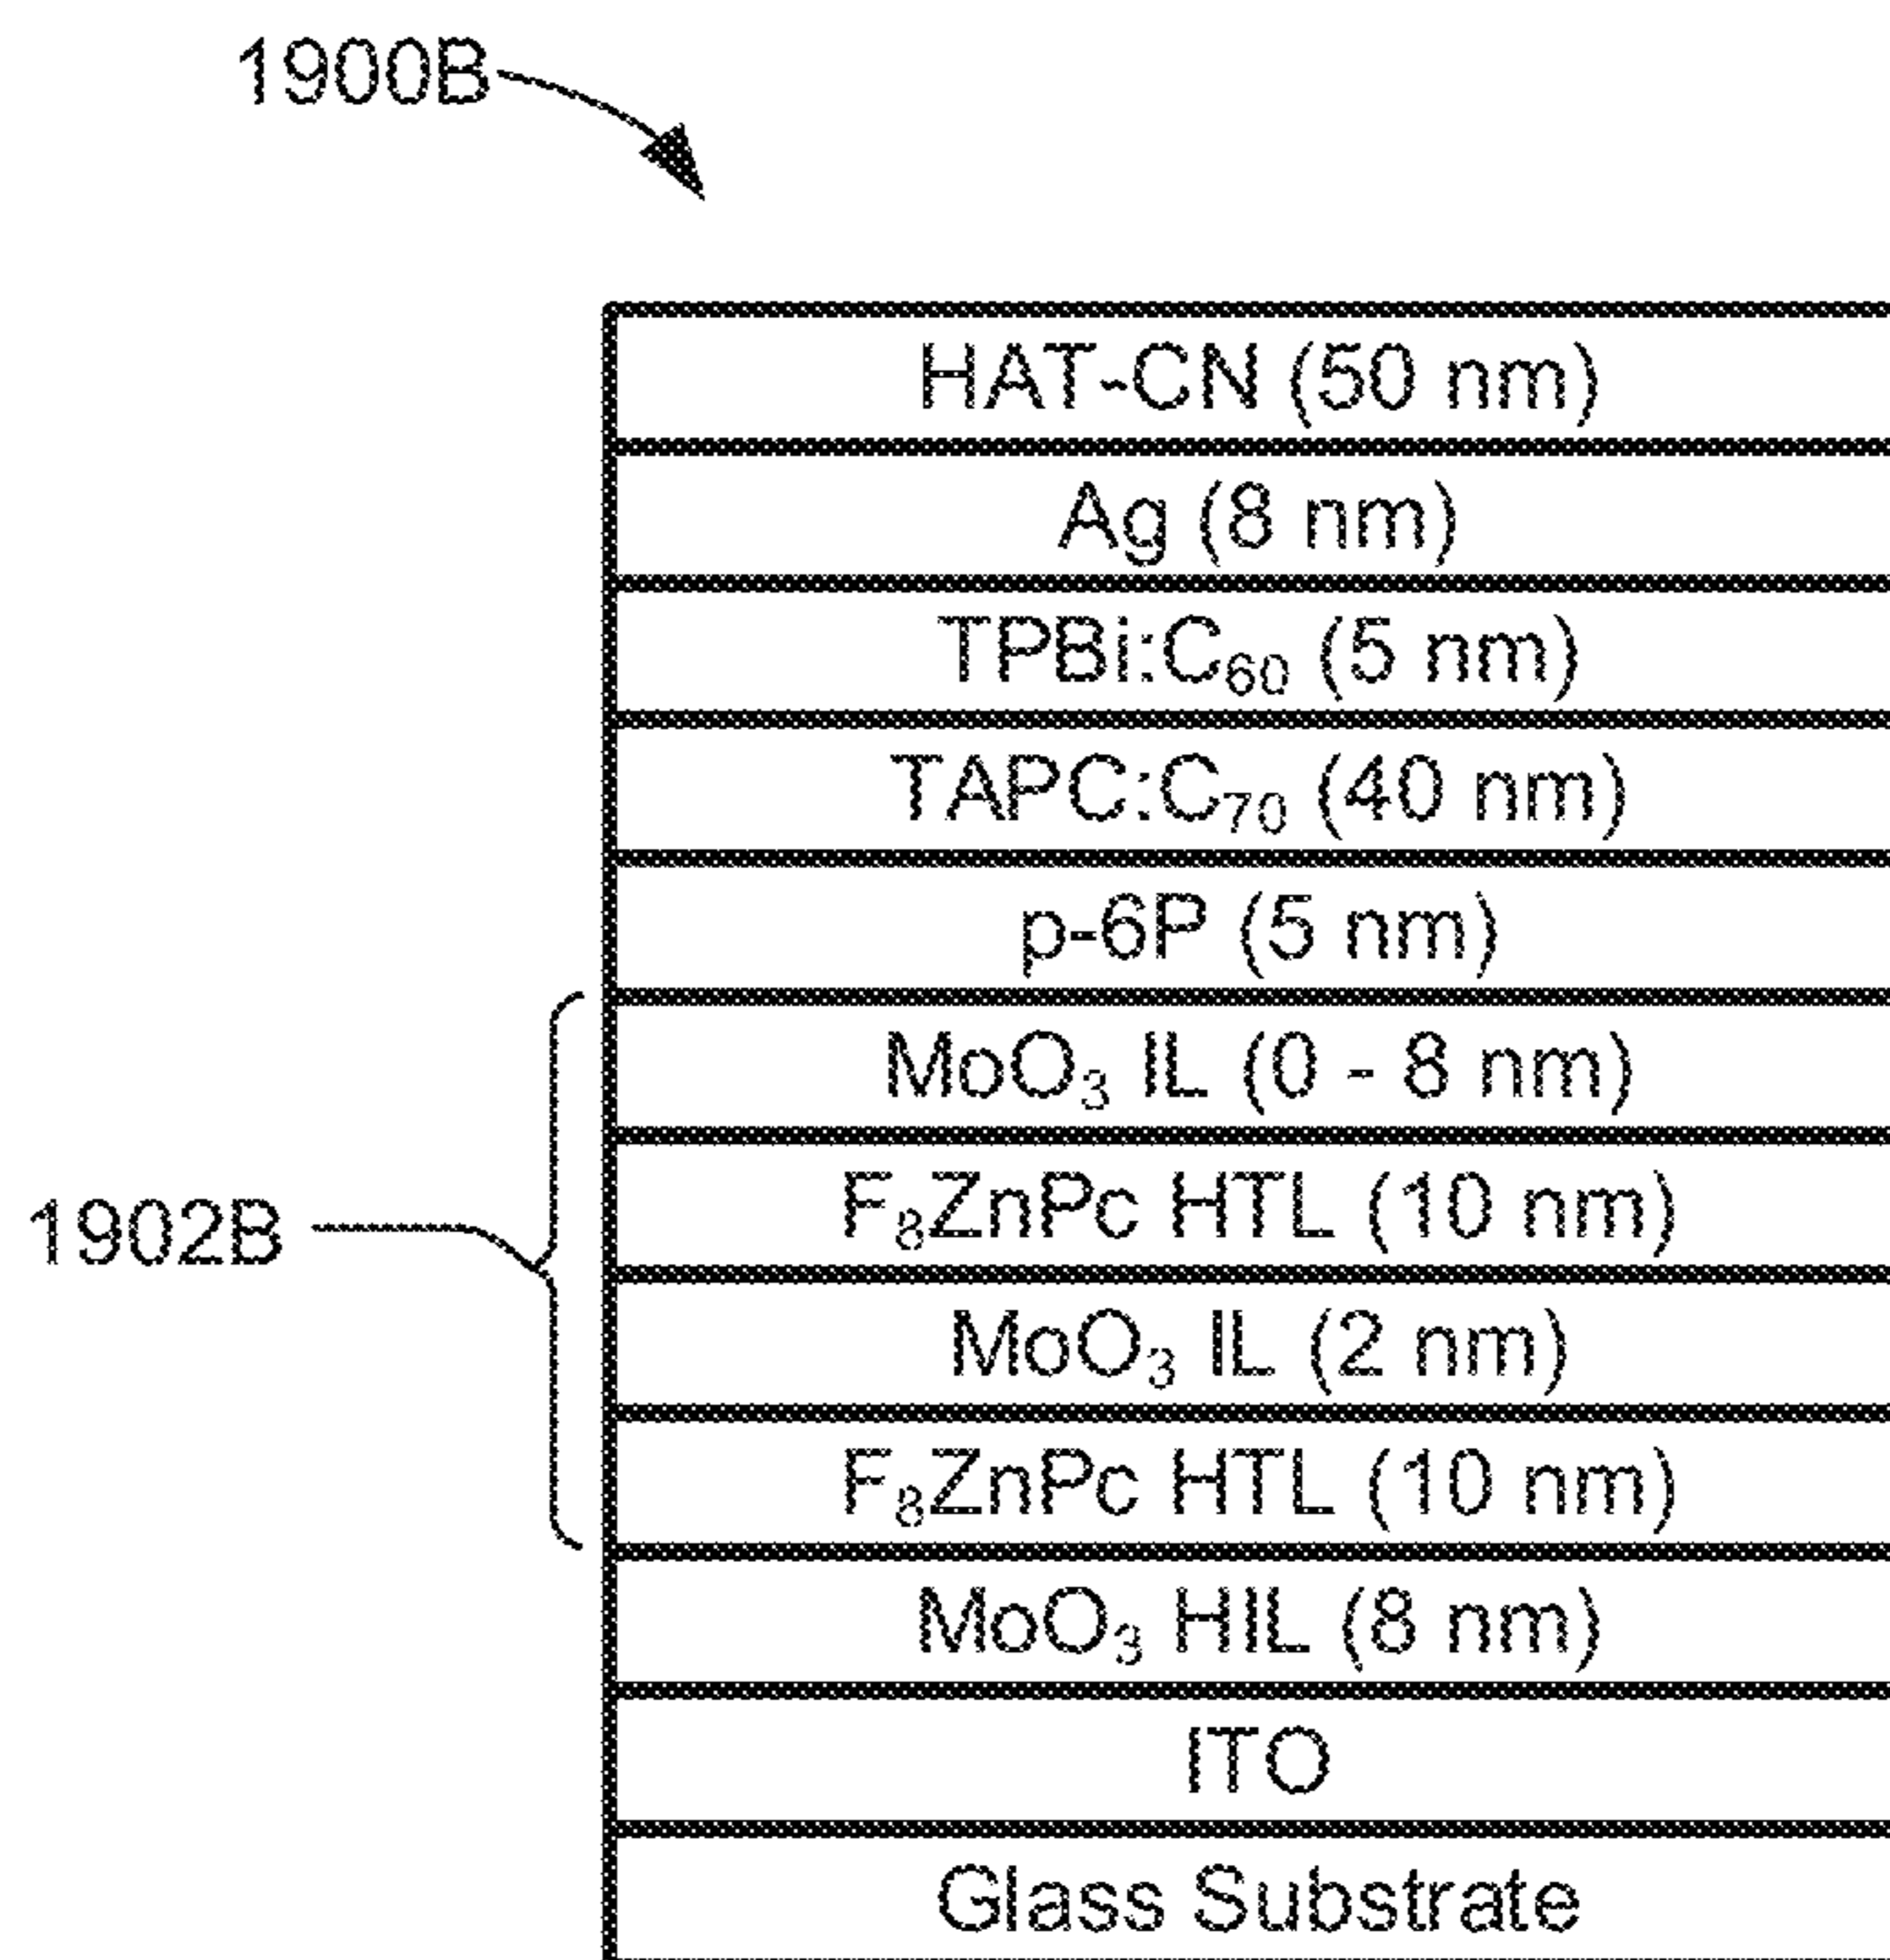 1900B
HAT-CN (50 nm)
Ag (8 nm)
TPBi:C₆₀ (5 nm)
TAPC:C₇₀ (40 nm)
p-6P (5 nm)
MoO₃ IL (0 - 8 nm)
F₈ZnPc HTL (10 nm)
1902B
MoO₃ IL (2 nm)
F₈ZnPc HTL (10 nm)
MoO₃ HIL (8 nm)
ITO
Glass Substrate